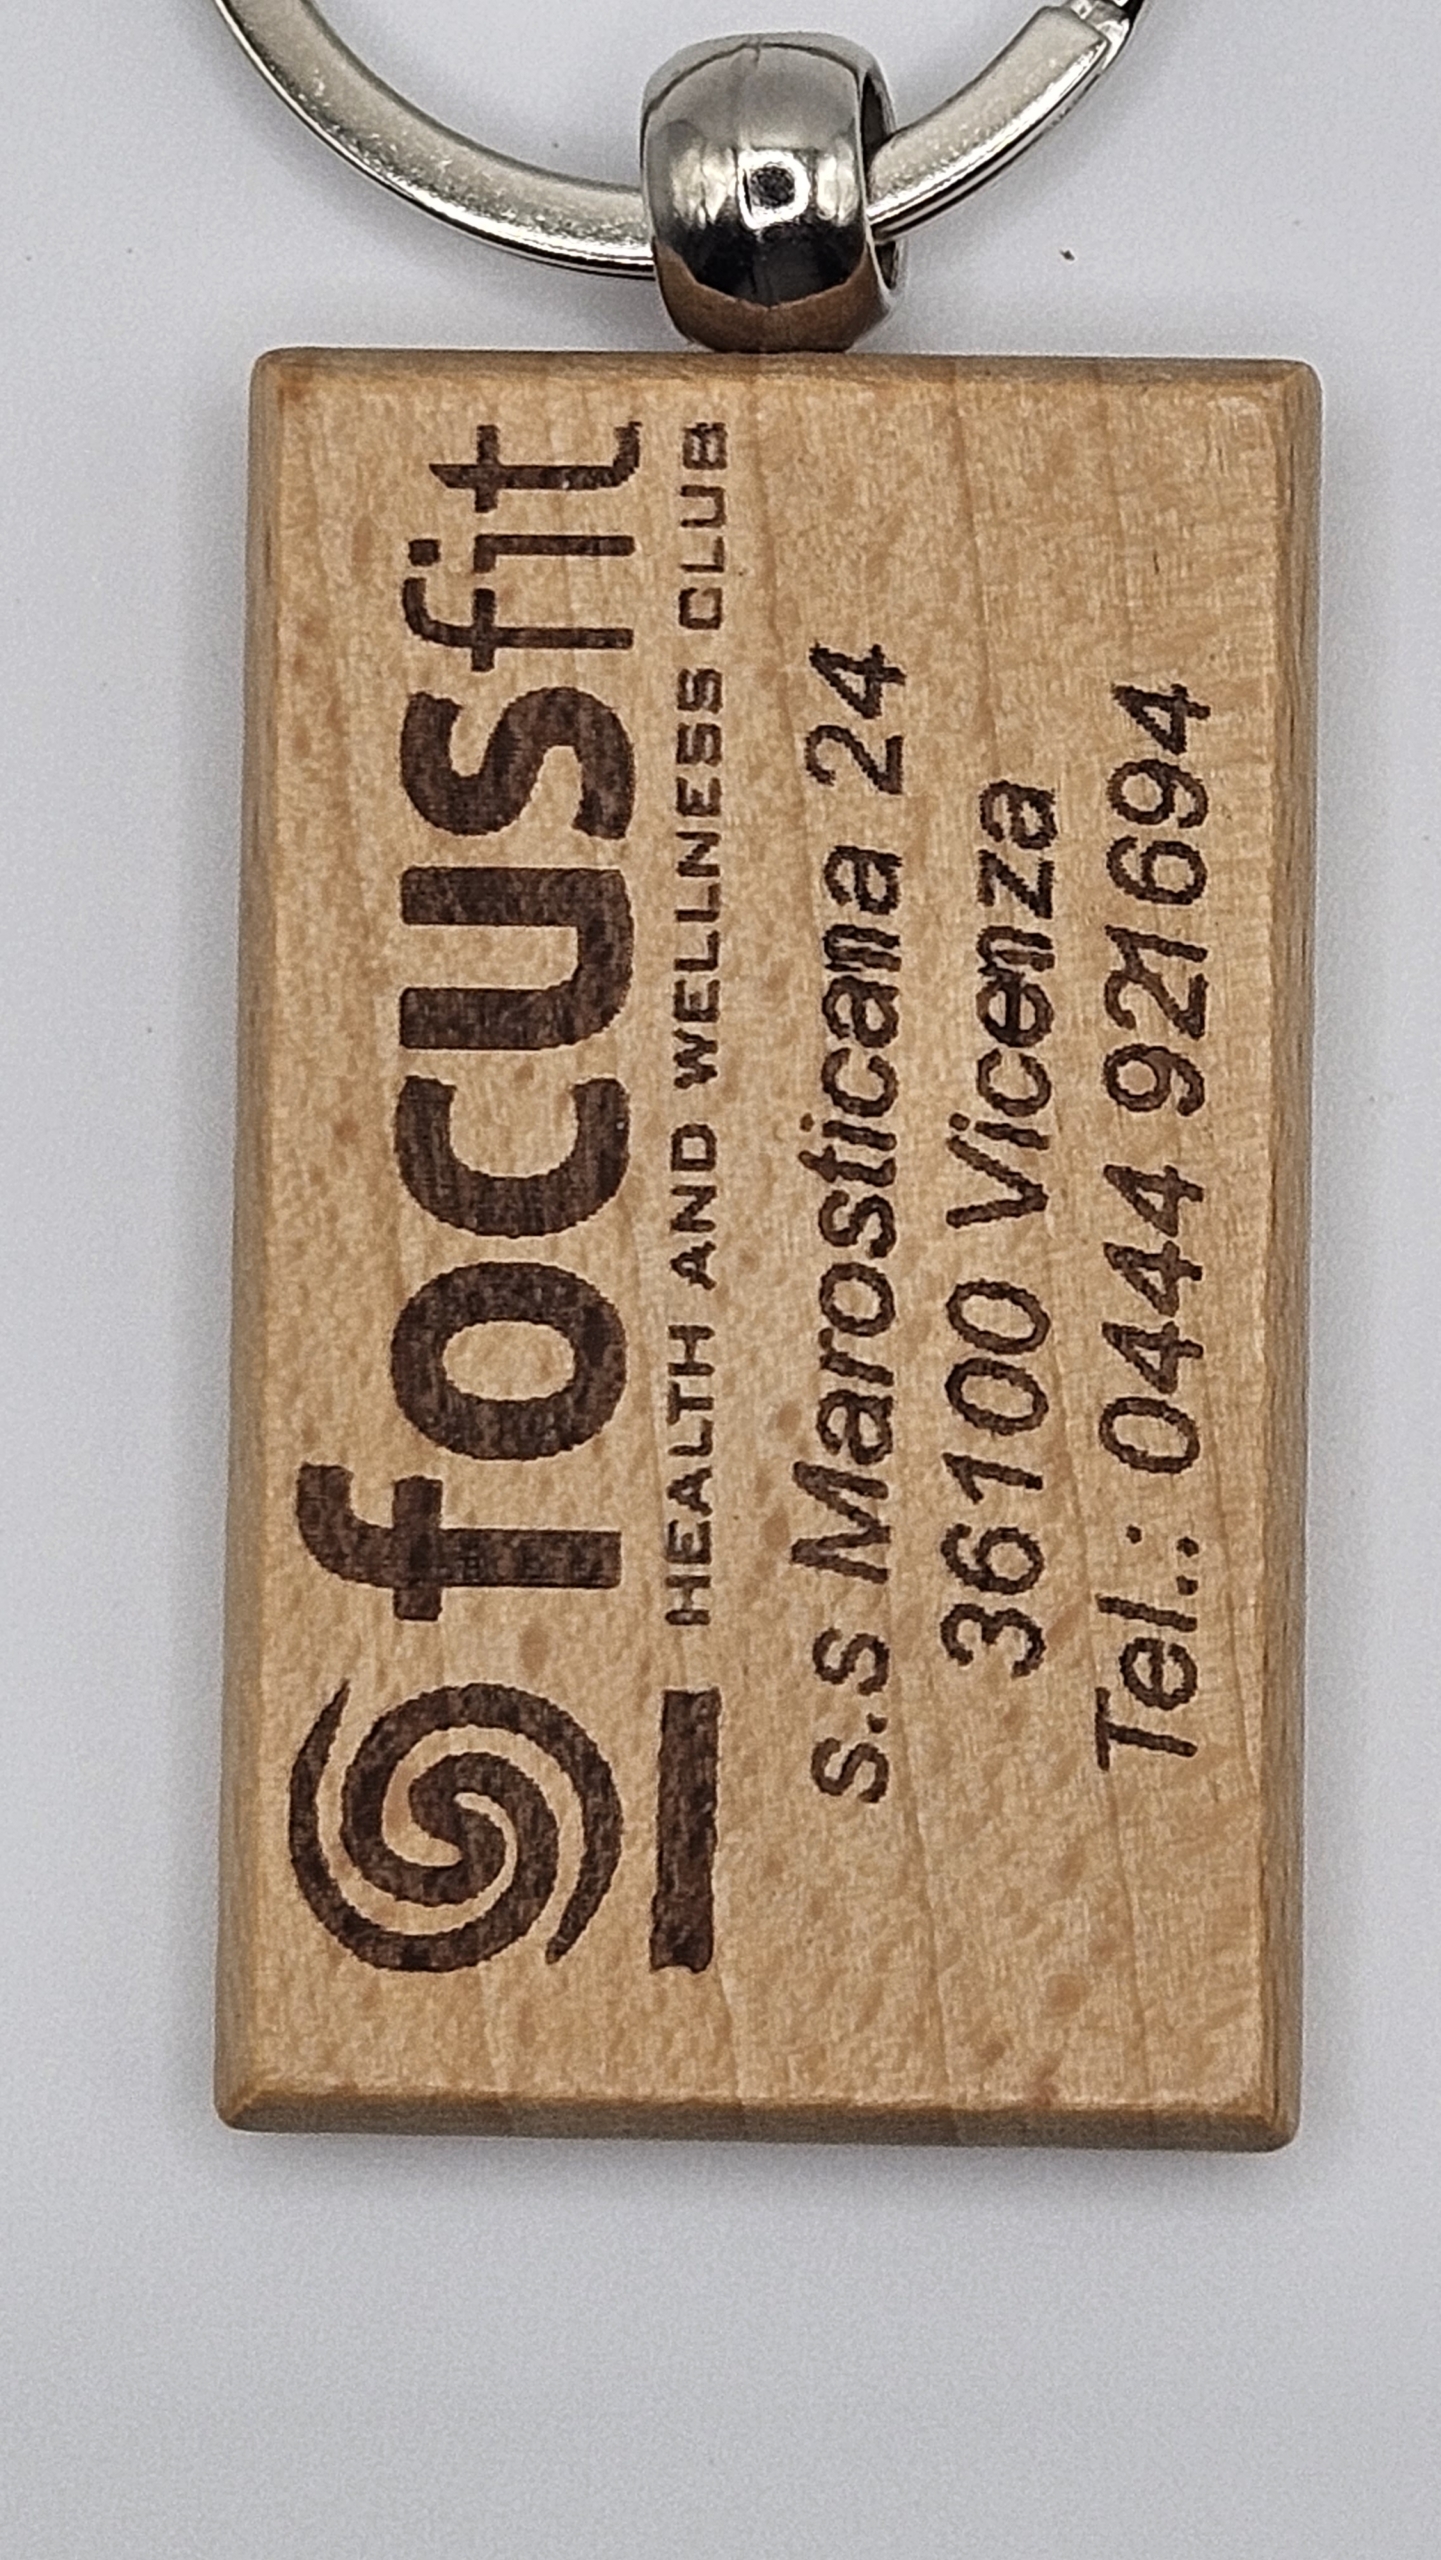 focusfit
HEALTH AND WELLNESS CLUB
s.s Marosticana 24
36100 Vicenza
Tel.: 0444 921694